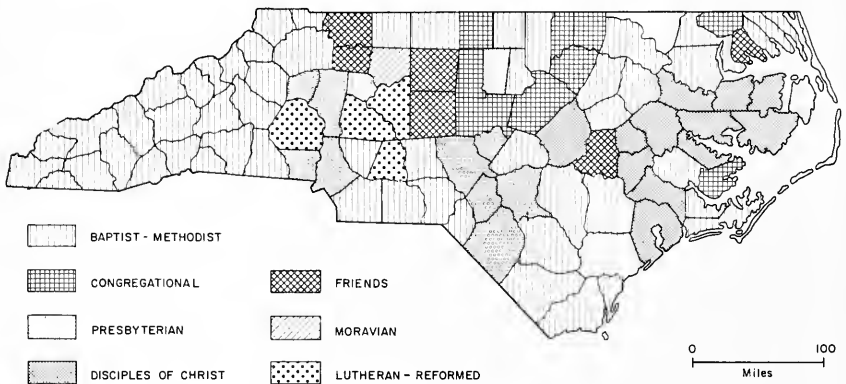 BAPTIST - METHODIST
CONGREGATIONAL
PRESBYTERIAN
DISCIPLES OF CHRIST
FRIENDS
MORAVIAN
LUTHERAN - REFORMED
0 100
Miles